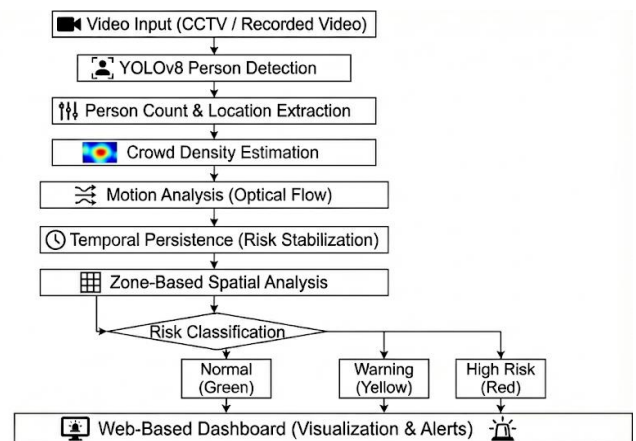 Video Input (CCTV / Recorded Video)
YOLOv8 Person Detection
Person Count & Location Extraction
Crowd Density Estimation
Motion Analysis (Optical Flow)
Temporal Persistence (Risk Stabilization)
Zone-Based Spatial Analysis
Risk Classification
Normal
(Green)
Warning
(Yellow)
High Risk
(Red)
Web-Based Dashboard (Visualization & Alerts)